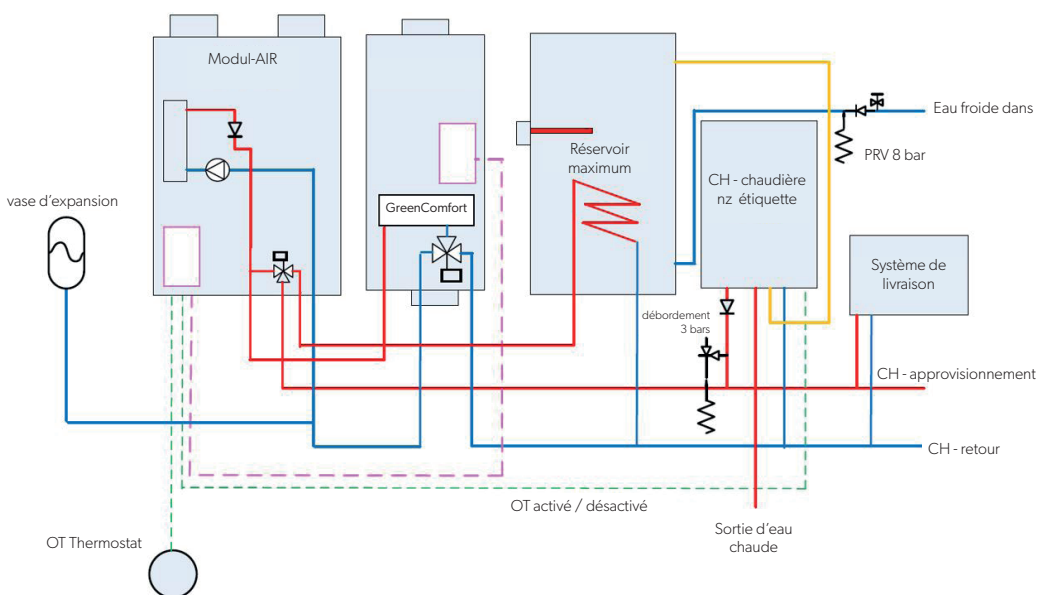 Modul-AIR
Eau froide dans
PRV 8 bar
Réservoir
maximum
CH - chaudière
nz étiquette
vase d'expansion
GreenComfort
Système de
livraison
débordement
3 bars
CH - approvisionnement
CH - retour
OT activé / désactivé
Sortie d'eau
chaude
OT Thermostat